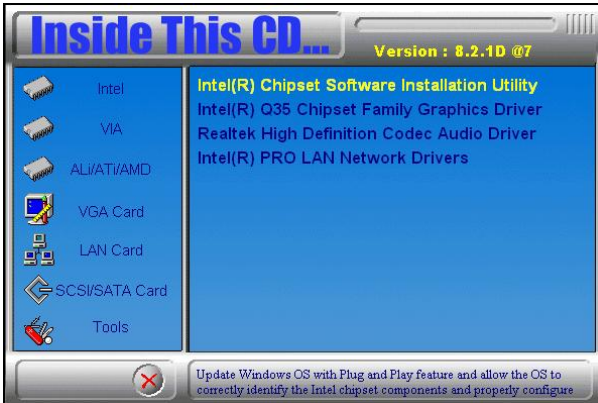 Inside This CD...
Version : 8.2.1D @7
Intel
VIA
ALi/ATi/AMD
VGA Card
LAN Card
SCSI/SATA Card
Tools
Intel(R) Chipset Software Installation Utility
Intel(R) Q35 Chipset Family Graphics Driver
Realtek High Definition Codec Audio Driver
Intel(R) PRO LAN Network Drivers
Update Windows OS with Plug and Play feature and allow the OS to
correctly identify the Intel chipset components and properly configure